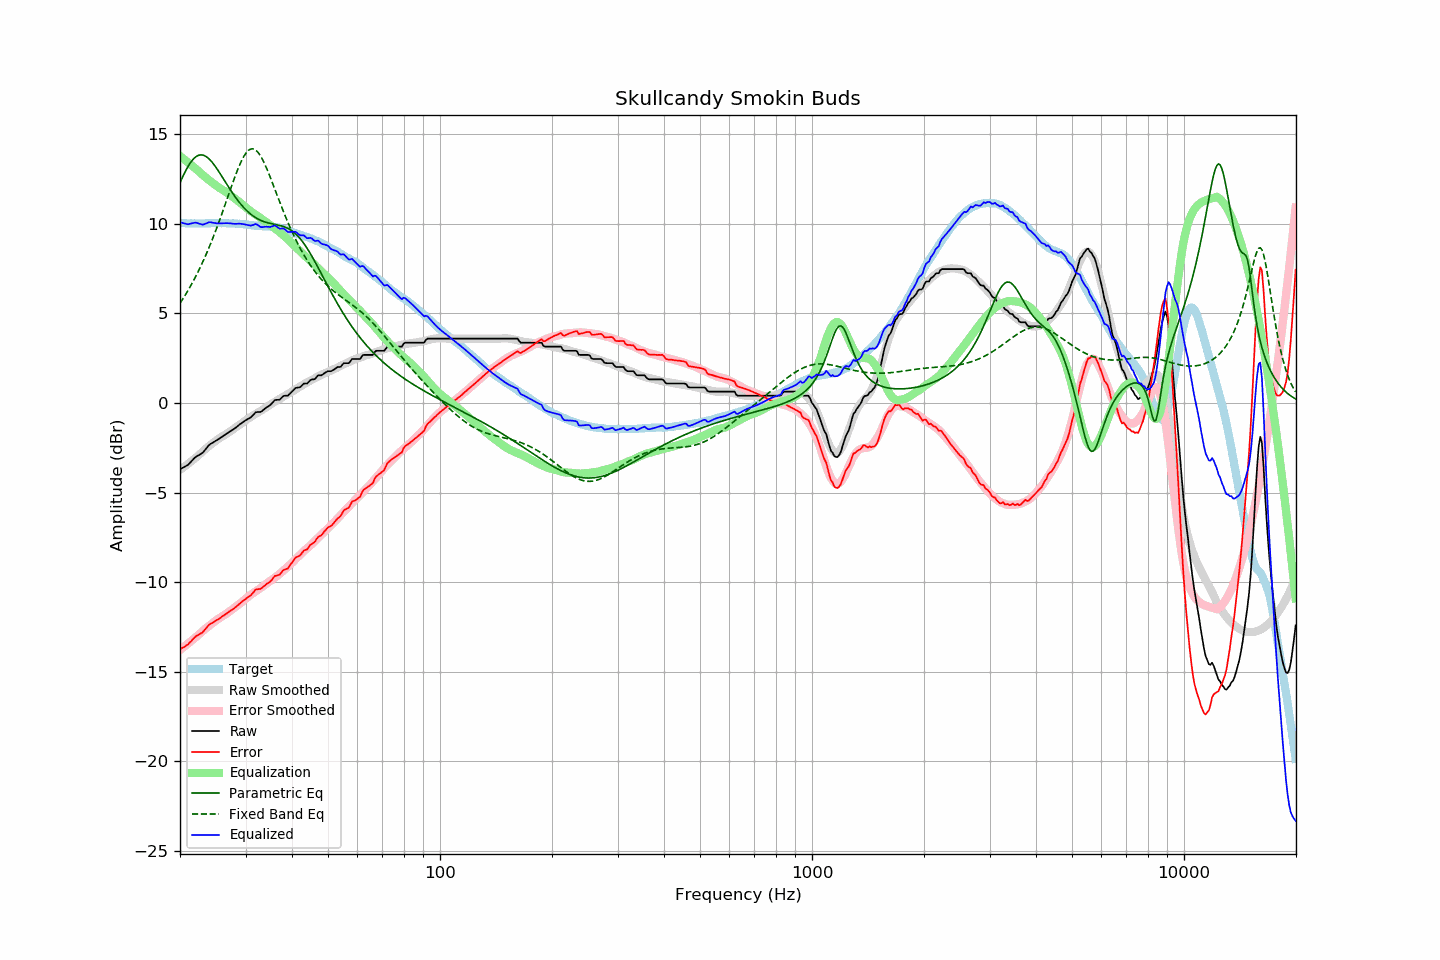 Skullcandy Smokin Buds
15
10
5
0
−5
−10
−15
−20
−25
Amplitude (dBr)
Target
Raw Smoothed
Error Smoothed
Raw
Error
Equalization
Parametric Eq
Fixed Band Eq
Equalized
100
1000
10000
Frequency (Hz)